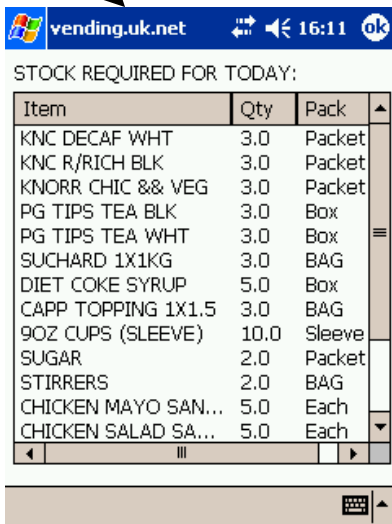 vending.uk.net 16:11 ok
STOCK REQUIRED FOR TODAY:
Item Qty Pack
KNC DECAF WHT 3.0 Packet
KNC R/RICH BLK 3.0 Packet
KNORR CHIC && VEG 3.0 Packet
PG TIPS TEA BLK 3.0 Box
PG TIPS TEA WHT 3.0 Box
SUCHARD 1X1KG 3.0 BAG
DIET COKE SYRUP 5.0 Box
CAPP TOPPING 1X1.5 3.0 BAG
9OZ CUPS (SLEEVE) 10.0 Sleeve
SUGAR 2.0 Packet
STIRRERS 2.0 BAG
CHICKEN MAYO SAN... 5.0 Each
CHICKEN SALAD SA... 5.0 Each